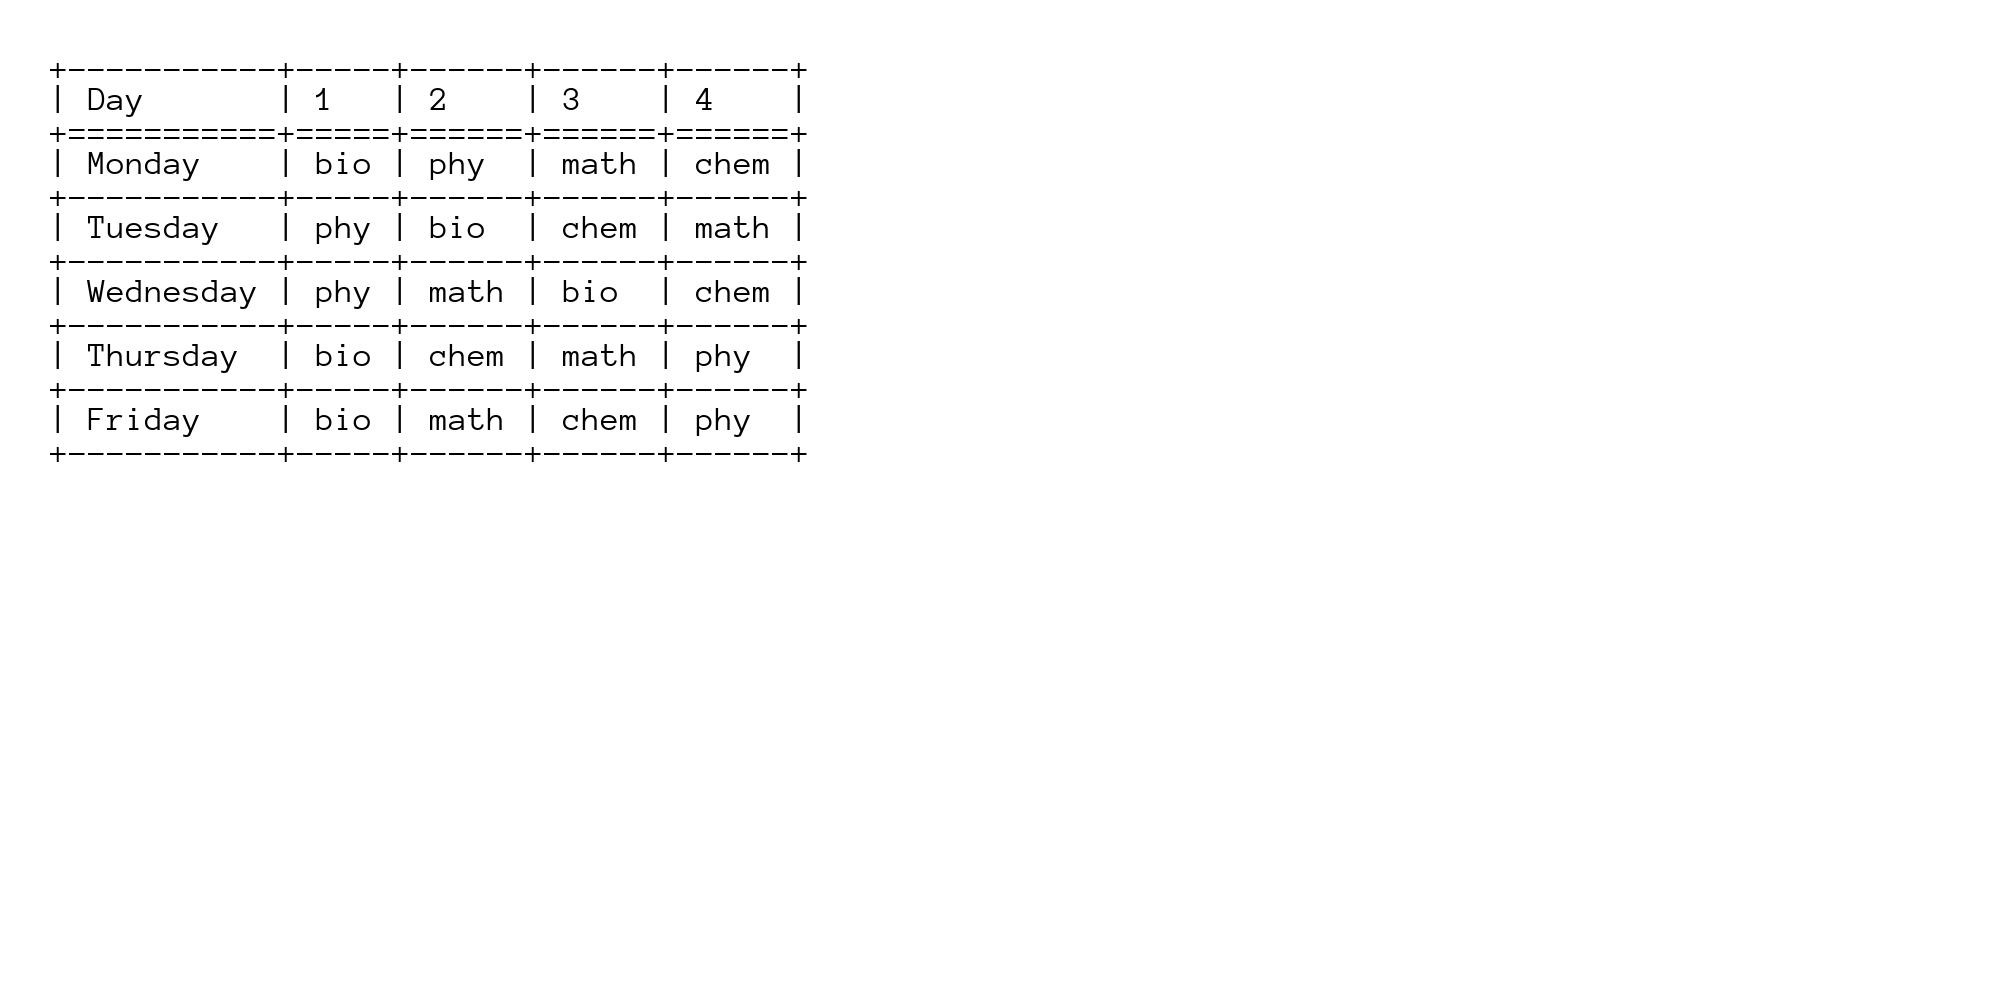 +-----------+-----+------+------+------+
| Day       | 1   | 2    | 3    | 4    |
+===========+=====+======+======+======+
| Monday    | bio | phy  | math | chem |
+-----------+-----+------+------+------+
| Tuesday   | phy | bio  | chem | math |
+-----------+-----+------+------+------+
| Wednesday | phy | math | bio  | chem |
+-----------+-----+------+------+------+
| Thursday  | bio | chem | math | phy  |
+-----------+-----+------+------+------+
| Friday    | bio | math | chem | phy  |
+-----------+-----+------+------+------+